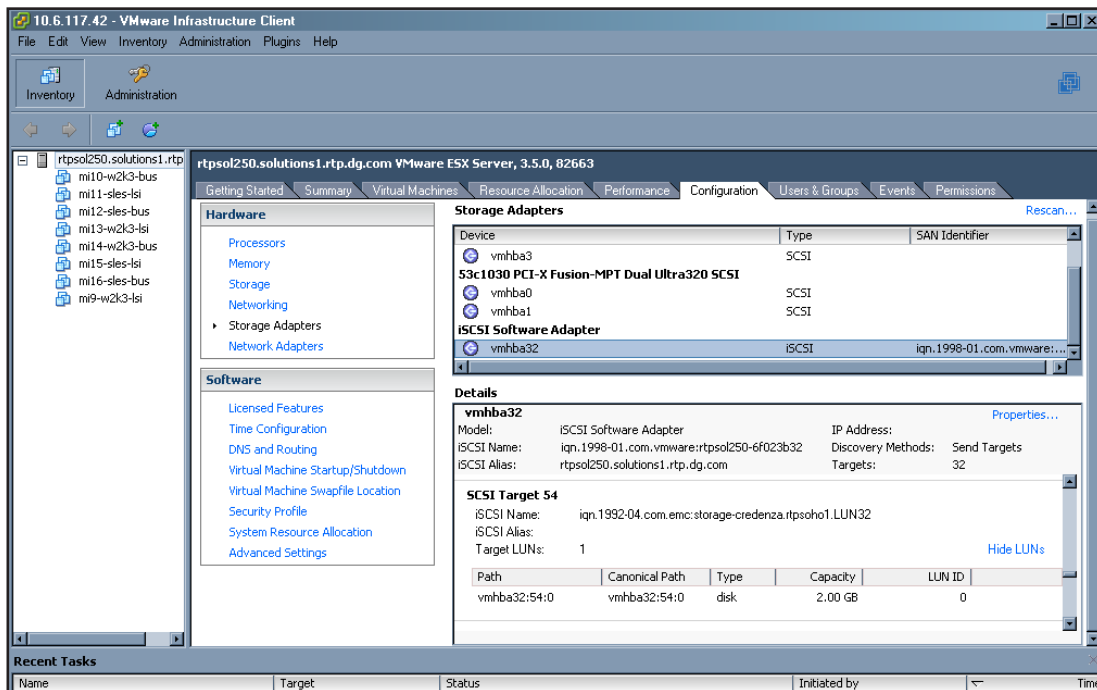 10.6.117.42 - VMware Infrastructure Client
File Edit View Inventory Administration Plugins Help
Inventory Administration
rtpsol250.solutions1.rtp
mi10-w2k3-bus
mi11-sles-lsi
mi12-sles-bus
mi13-w2k3-lsi
mi14-w2k3-bus
mi15-sles-lsi
mi16-sles-bus
mi9-w2k3-lsi
rtpsol250.solutions1.rtp.dg.com VMware ESX Server, 3.5.0, 82663
Getting Started Summary Virtual Machines Resource Allocation Performance Configuration Users & Groups Events Permissions
Hardware
Processors
Memory
Storage
Networking
Storage Adapters
Network Adapters
Software
Licensed Features
Time Configuration
DNS and Routing
Virtual Machine Startup/Shutdown
Virtual Machine Swapfile Location
Security Profile
System Resource Allocation
Advanced Settings
Storage Adapters Rescan...
Device Type SAN Identifier
vmhba3 SCSI
53c1030 PCI-X Fusion-MPT Dual Ultra320 SCSI
vmhba0 SCSI
vmhba1 SCSI
iSCSI Software Adapter
vmhba32 iSCSI iqn.1998-01.com.vmware:...
Details
vmhba32 Properties...
Model: iSCSI Software Adapter IP Address:
iSCSI Name: iqn.1998-01.com.vmware:rtpsol250-6f023b32 Discovery Methods: Send Targets
iSCSI Alias: rtpsol250.solutions1.rtp.dg.com Targets: 32
SCSI Target 54
iSCSI Name: iqn.1992-04.com.emc:storage-credenza.rtpsoho1.LUN32
iSCSI Alias:
Target LUNs: 1 Hide LUNs
Path Canonical Path Type Capacity LUN ID
vmhba32:54:0 vmhba32:54:0 disk 2.00 GB 0
Recent Tasks
Name Target Status Initiated by Time